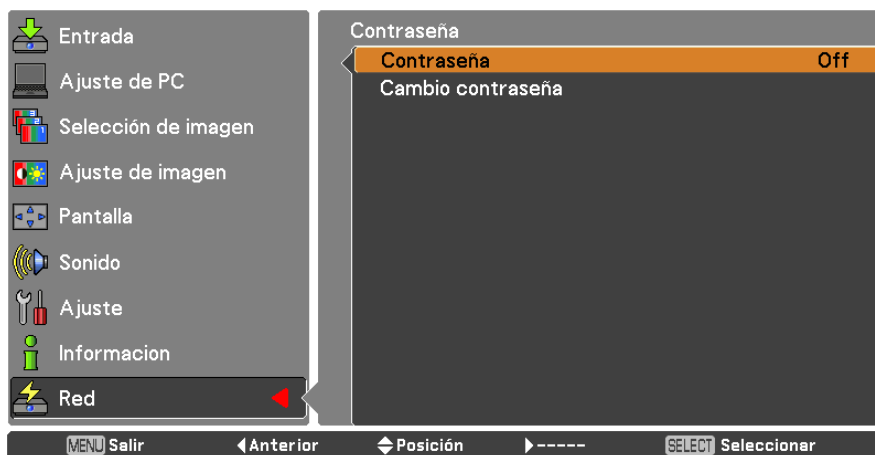 Entrada
Ajuste de PC
Selección de imagen
Ajuste de imagen
Pantalla
Sonido
Ajuste
Informacion
Red
Contraseña
Contraseña Off
Cambio contraseña
MENU Salir Anterior Posición ----- SELECT Seleccionar